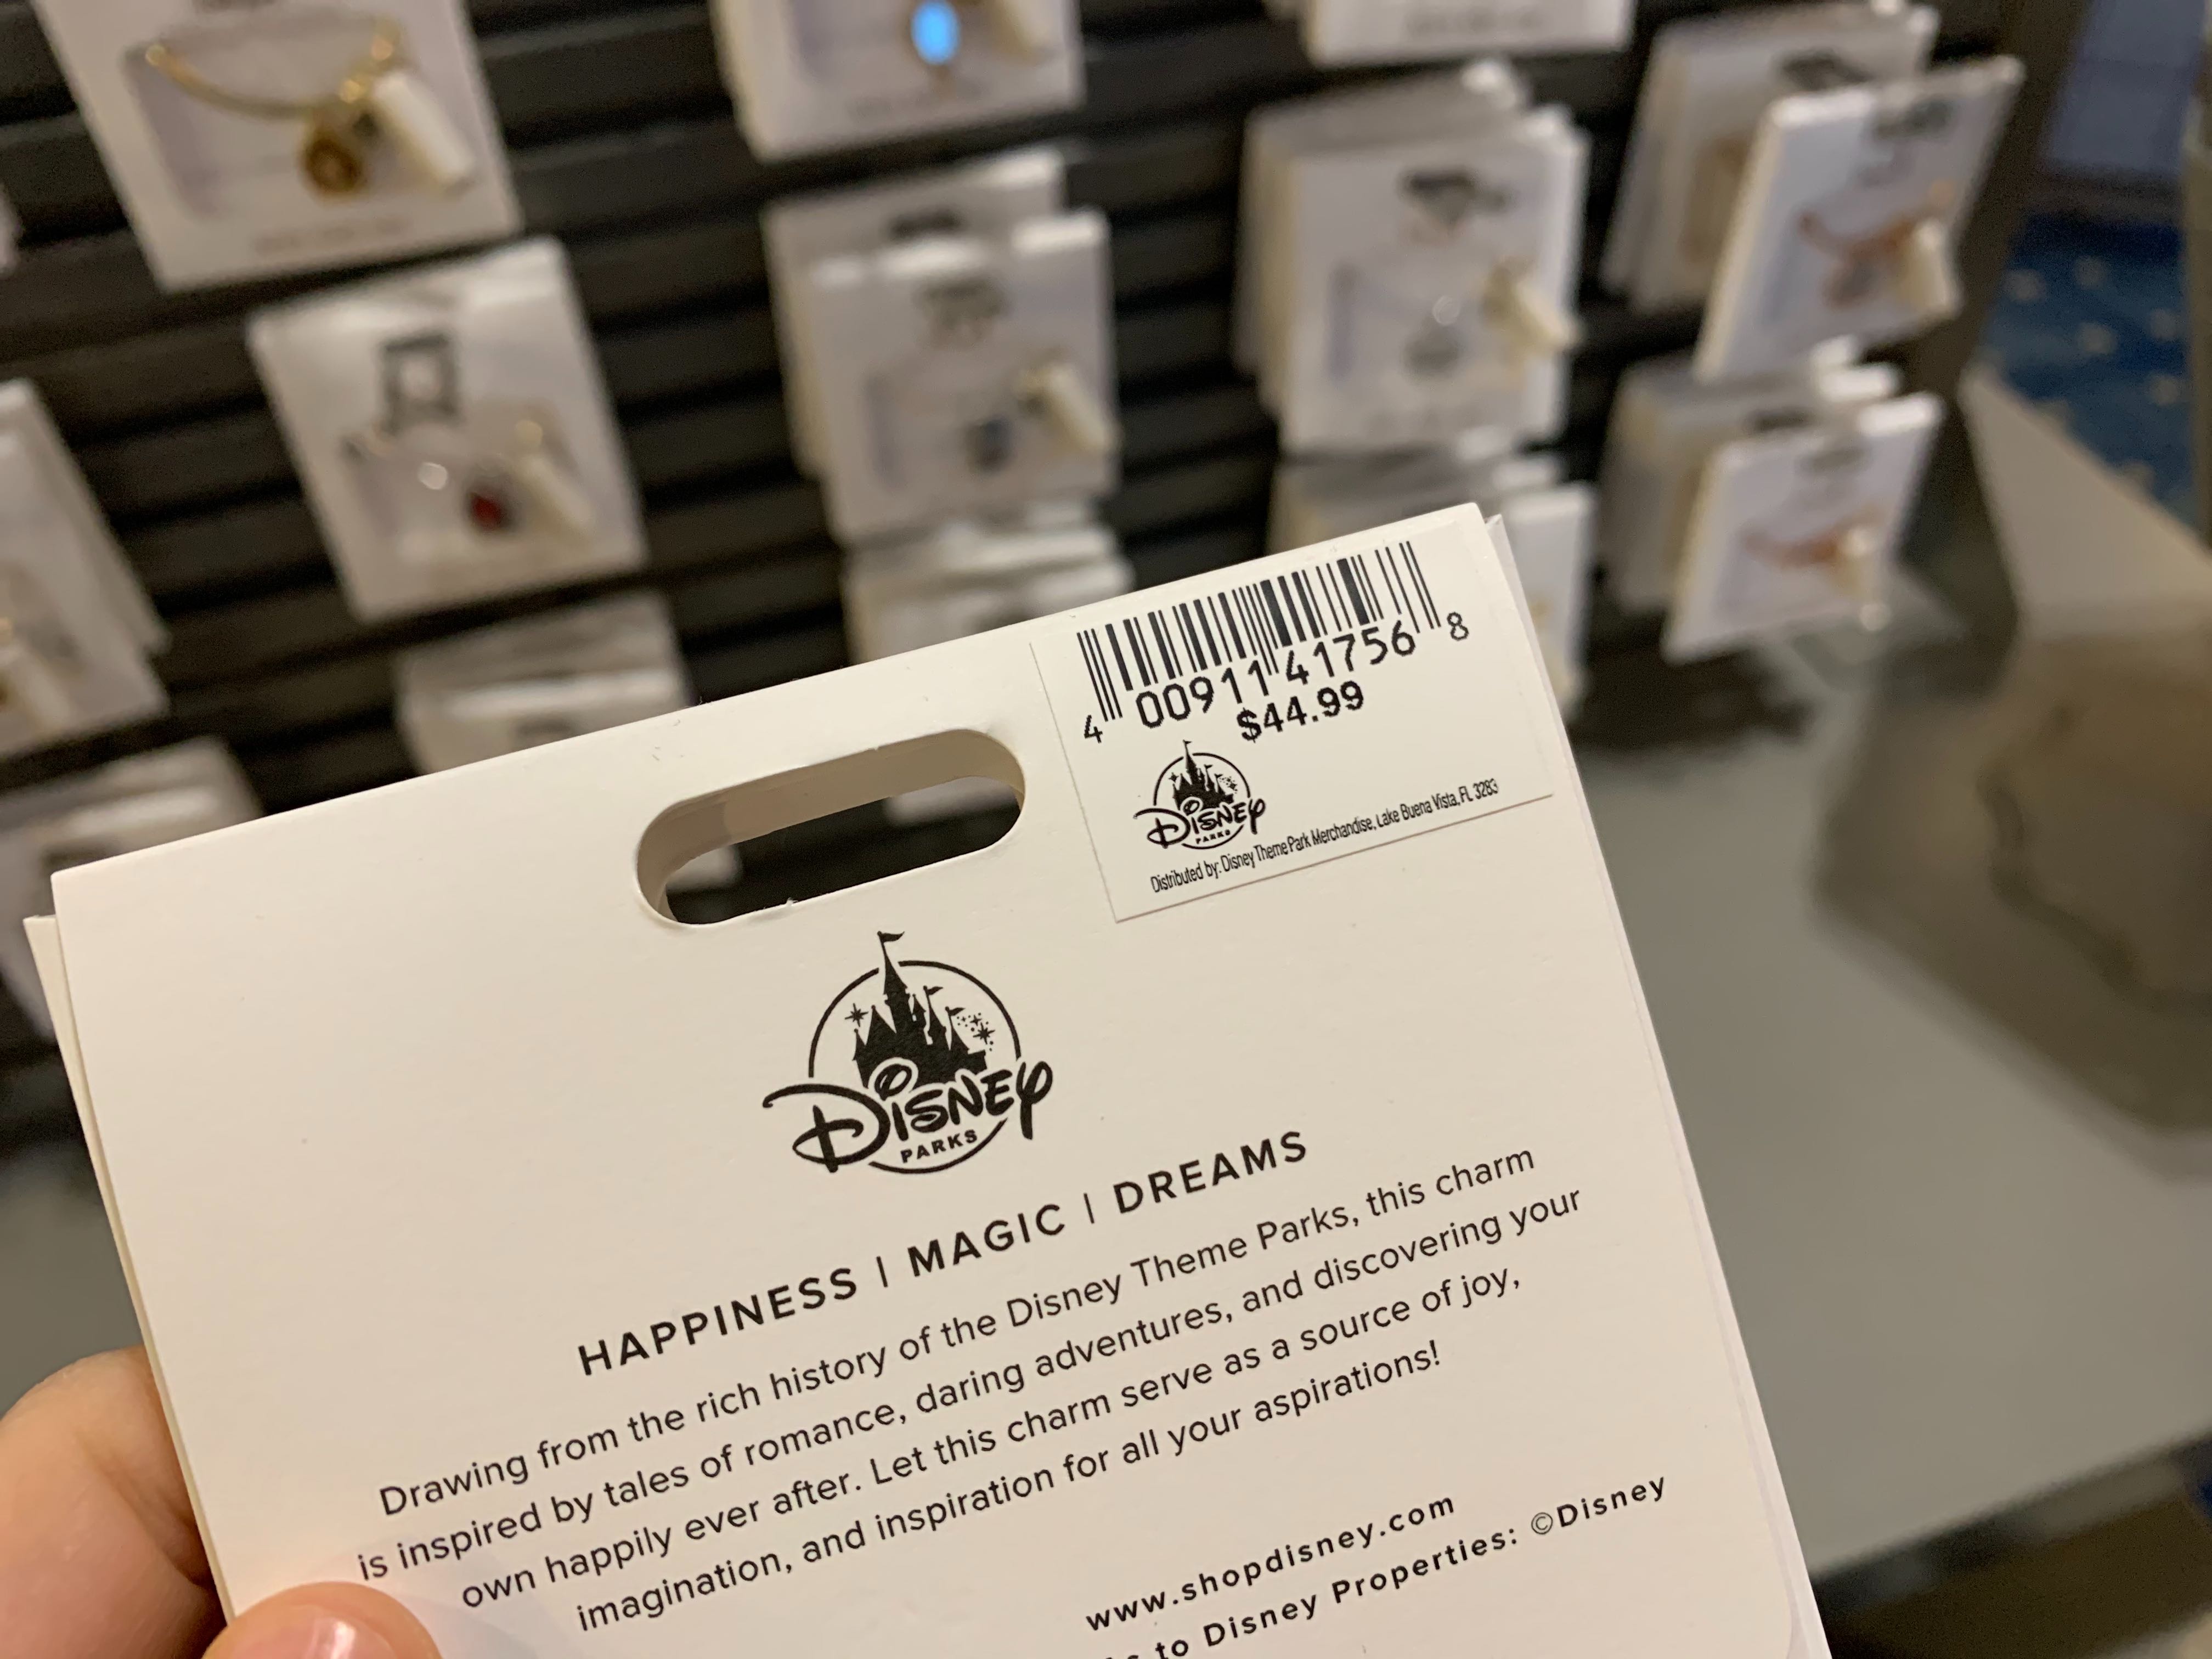 4 00911 41756 8
$44.99
Disney
PARKS
Distributed by: Disney Theme Park Merchandise, Lake Buena Vista, FL 3283
Disney
PARKS
HAPPINESS | MAGIC | DREAMS
Drawing from the rich history of the Disney Theme Parks, this charm
is inspired by tales of romance, daring adventures, and discovering your
own happily ever after. Let this charm serve as a source of joy,
imagination, and inspiration for all your aspirations!
www.shopdisney.com
to Disney Properties: ©Disney